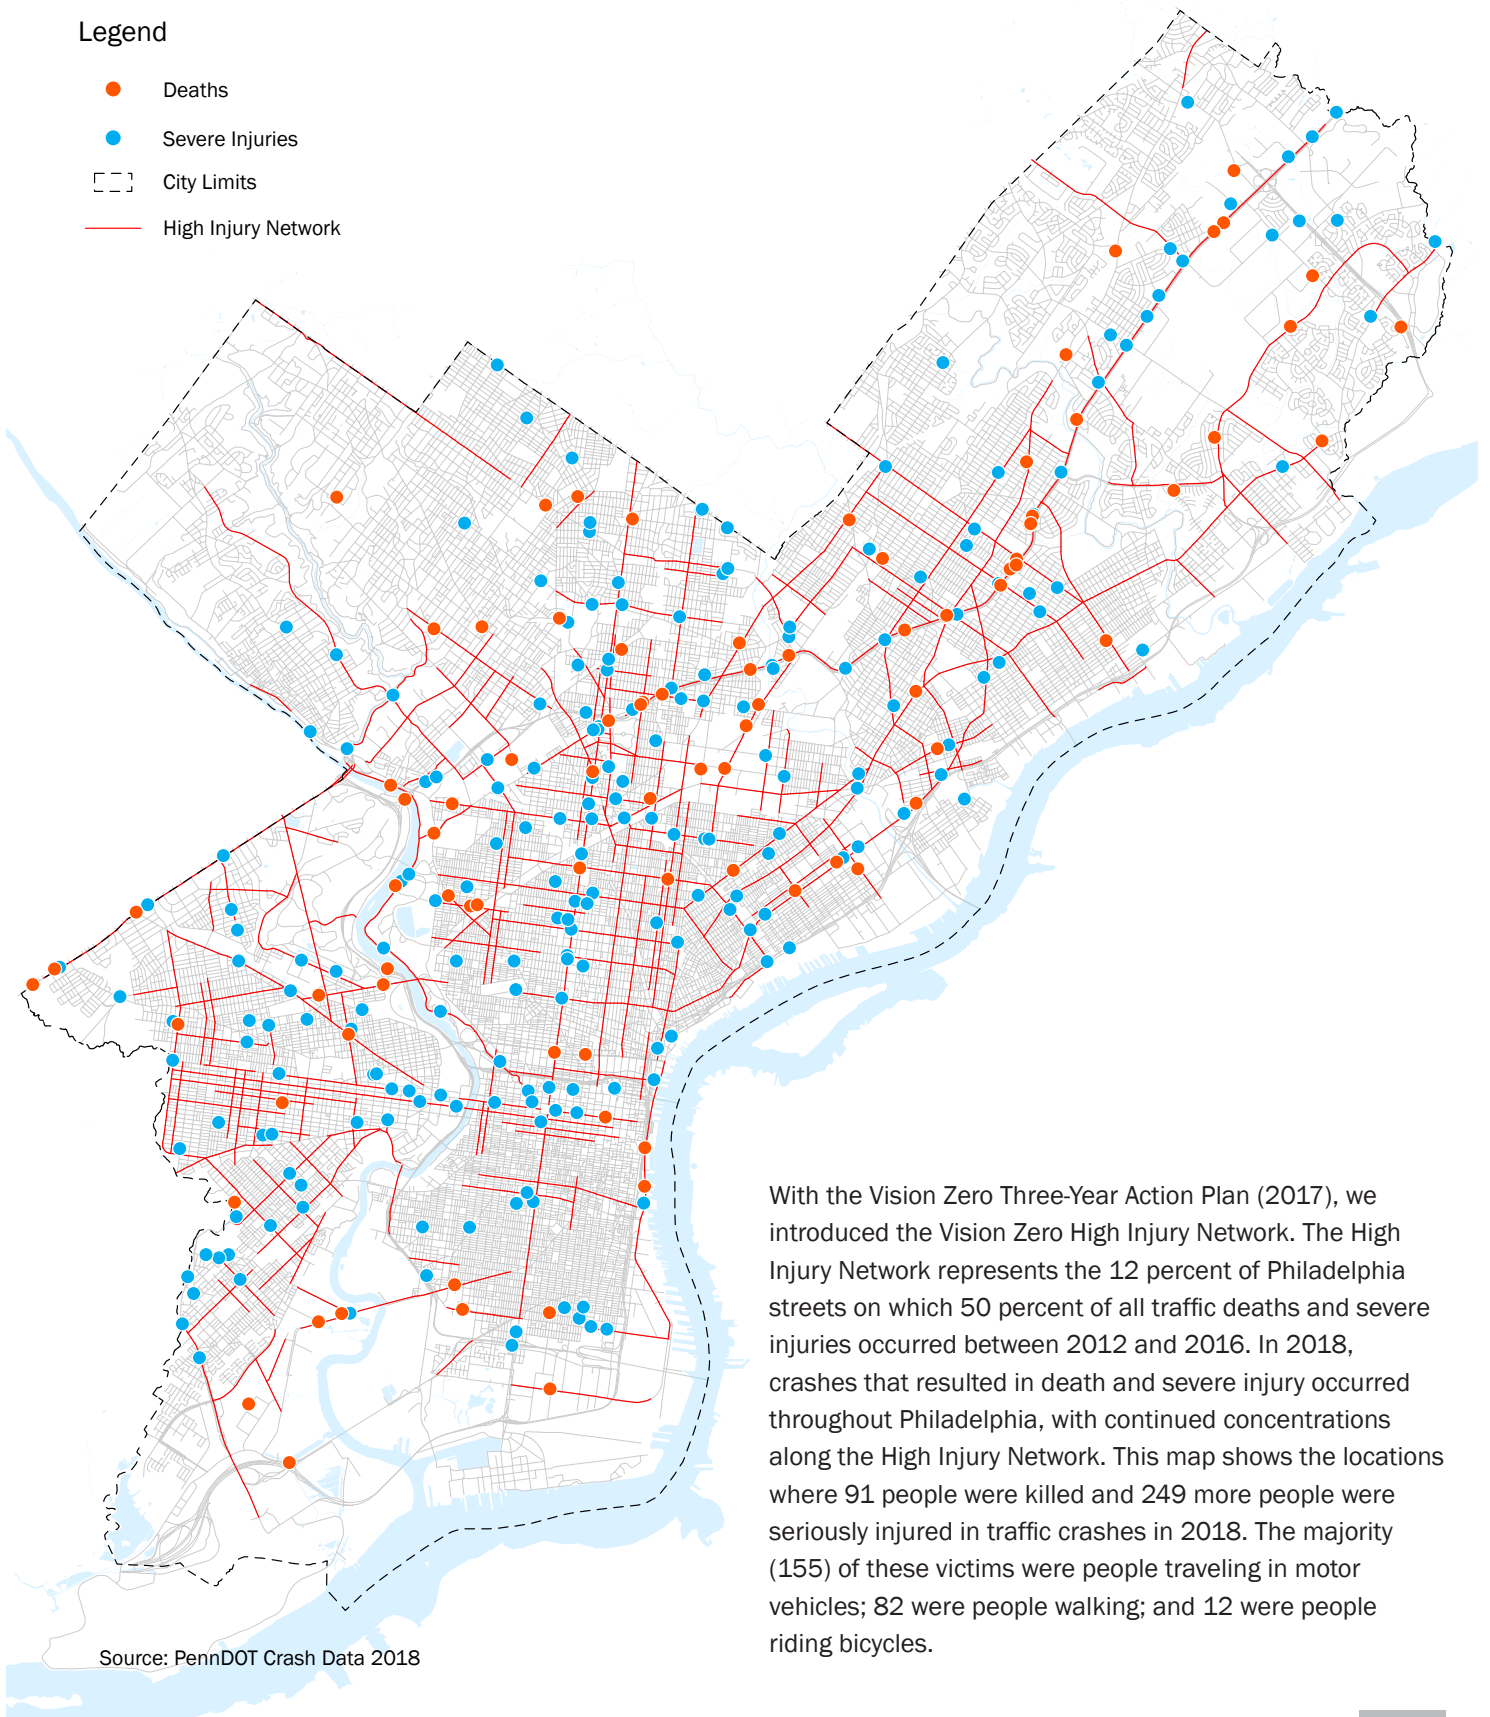 Legend
Deaths
Severe Injuries
City Limits
High Injury Network
With the Vision Zero Three-Year Action Plan (2017), we
introduced the Vision Zero High Injury Network. The High
Injury Network represents the 12 percent of Philadelphia
streets on which 50 percent of all traffic deaths and severe
injuries occurred between 2012 and 2016. In 2018,
crashes that resulted in death and severe injury occurred
throughout Philadelphia, with continued concentrations
along the High Injury Network. This map shows the locations
where 91 people were killed and 249 more people were
seriously injured in traffic crashes in 2018. The majority
(155) of these victims were people traveling in motor
vehicles; 82 were people walking; and 12 were people
riding bicycles.
Source: PennDOT Crash Data 2018